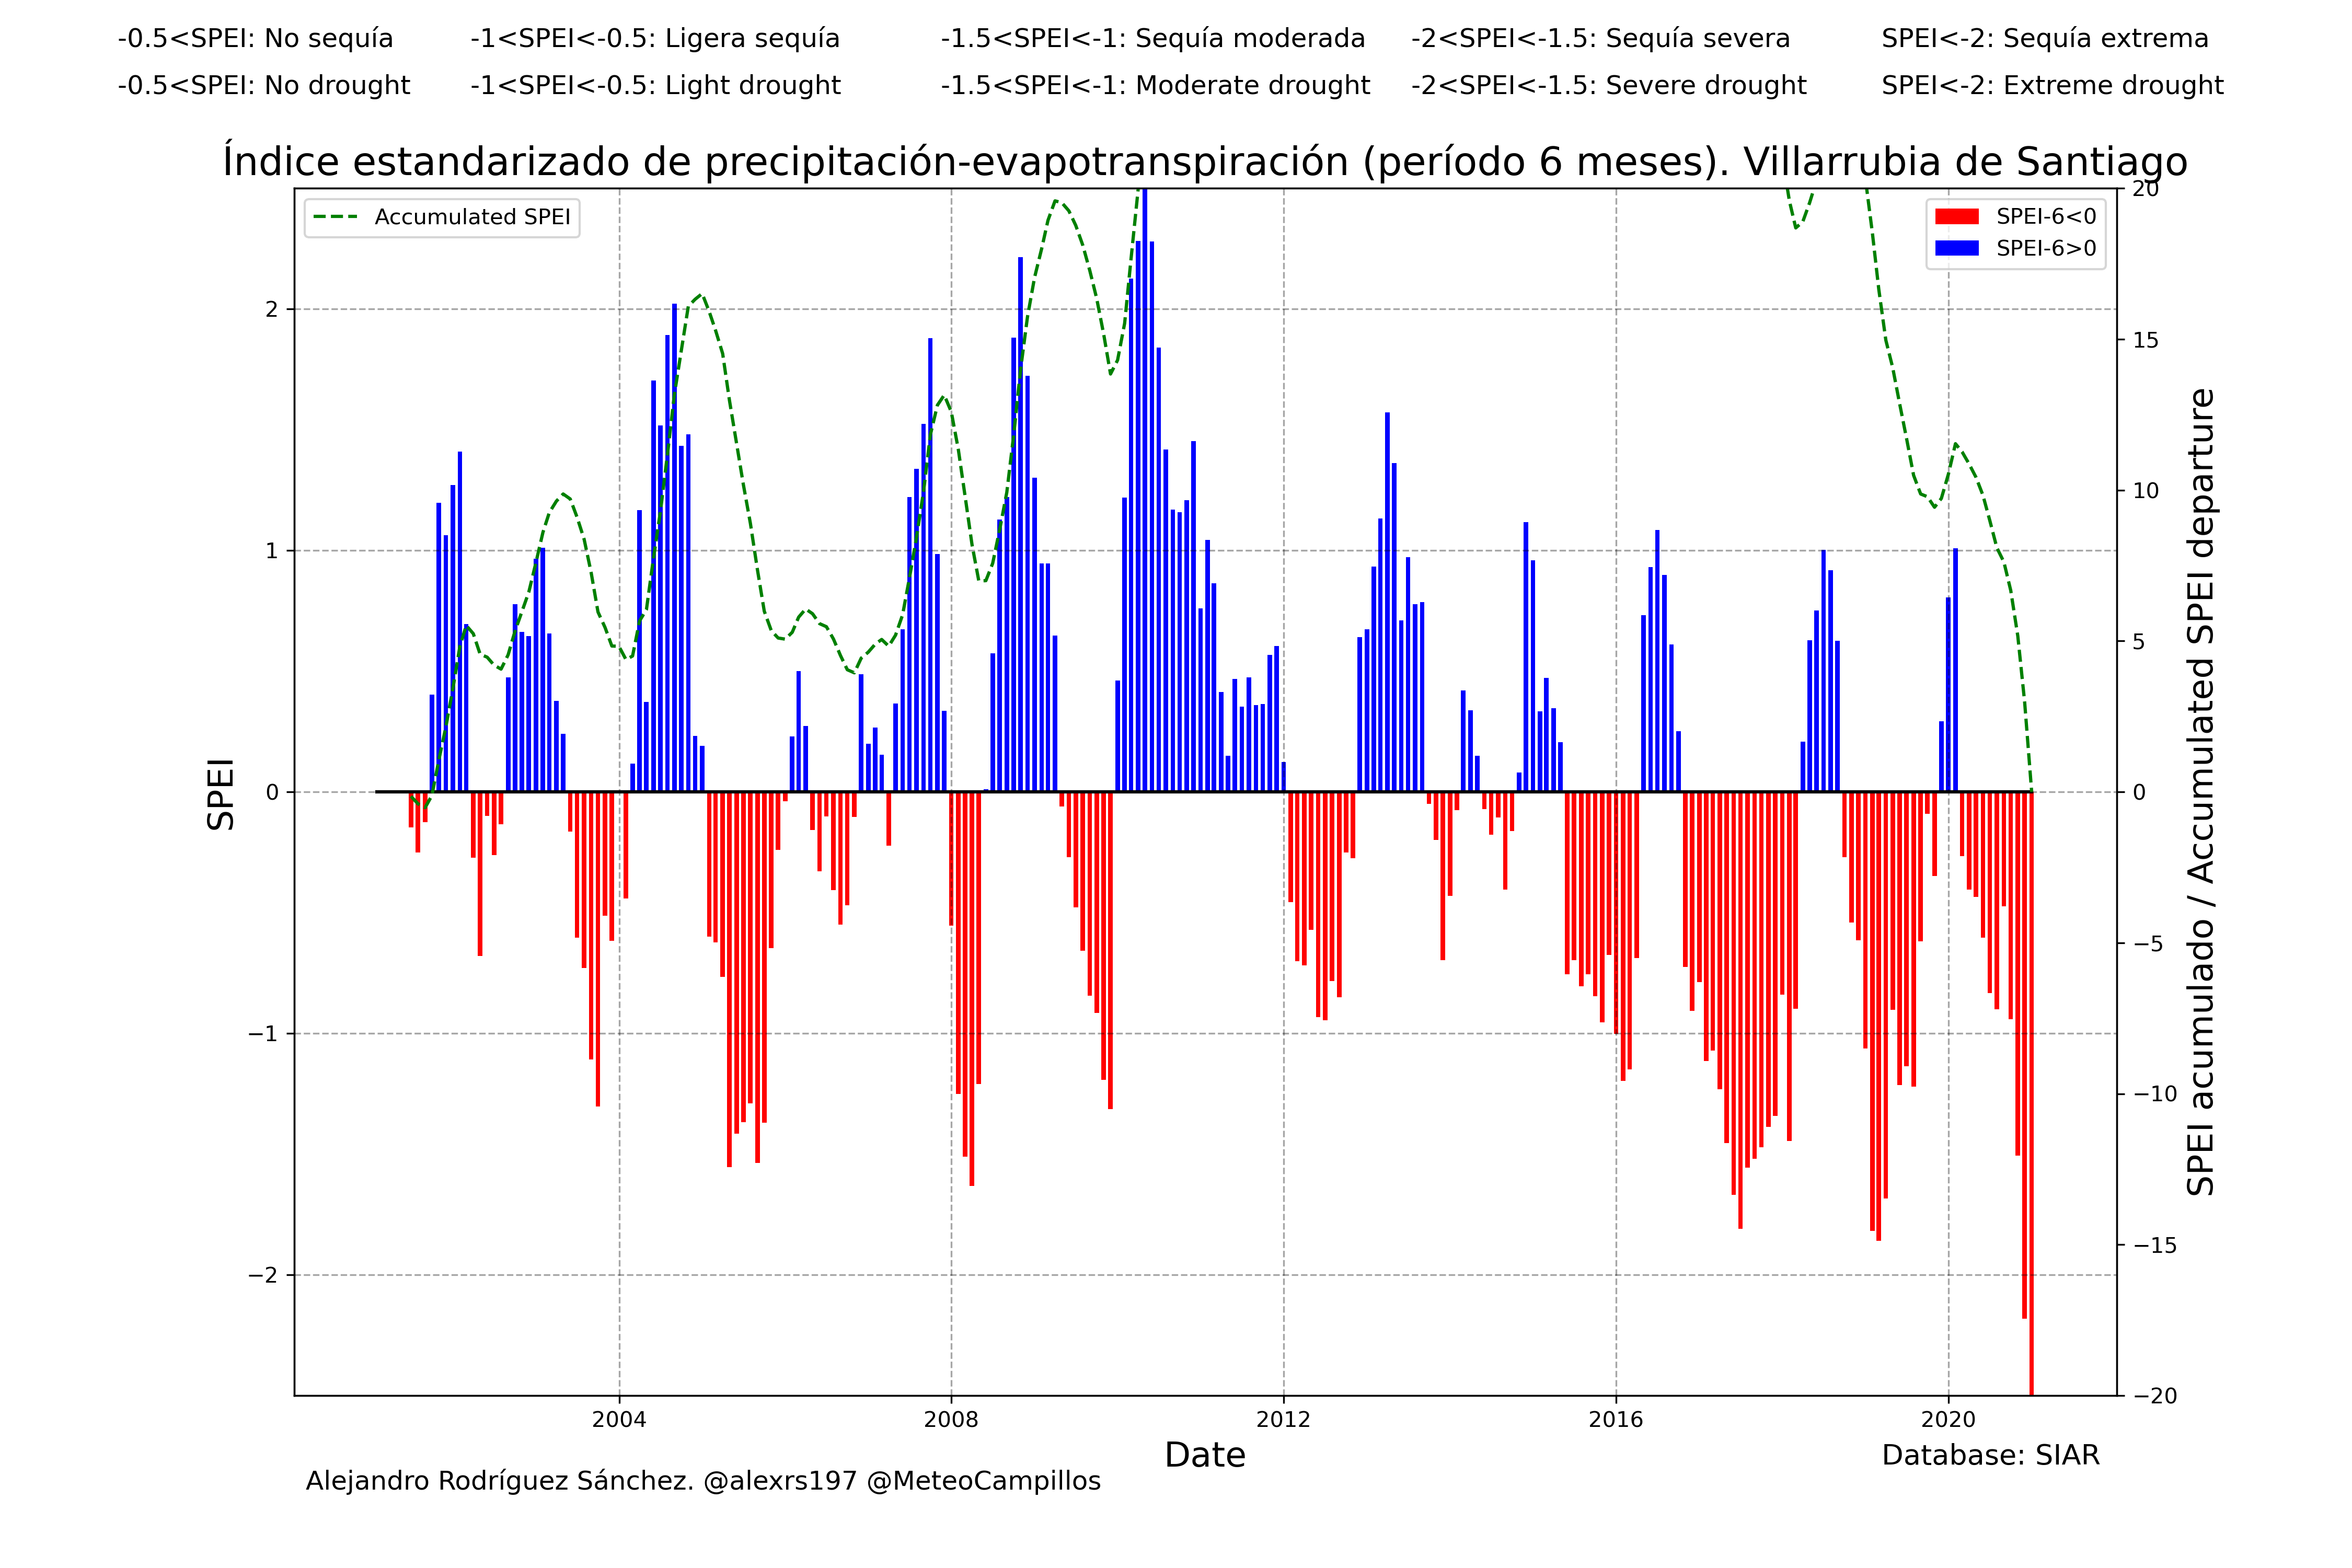 -0.5<SPEI: No sequía -1<SPEI<-0.5: Ligera sequía -1.5<SPEI<-1: Sequía moderada -2<SPEI<-1.5: Sequía severa SPEI<-2: Sequía extrema
-0.5<SPEI: No drought -1<SPEI<-0.5: Light drought -1.5<SPEI<-1: Moderate drought -2<SPEI<-1.5: Severe drought SPEI<-2: Extreme drought
Índice estandarizado de precipitación-evapotranspiración (período 6 meses). Villarrubia de Santiago
Accumulated SPEI
SPEI-6<0
SPEI-6>0
SPEI
2
1
0
−1
−2
20
15
10
5
0
−5
−10
−15
−20
SPEI acumulado / Accumulated SPEI departure
2004 2008 2012 2016 2020
Date
Database: SIAR
Alejandro Rodríguez Sánchez. @alexrs197 @MeteoCampillos